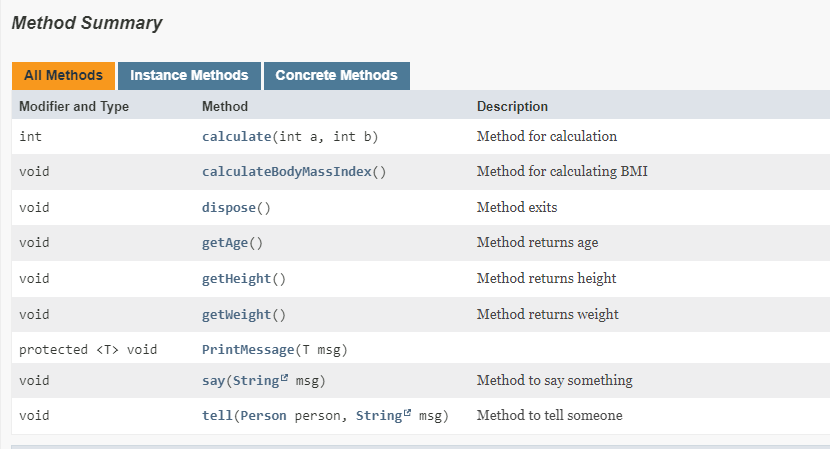 Method Summary
All Methods Instance Methods Concrete Methods
Modifier and Type Method Description
int calculate(int a, int b) Method for calculation
void calculateBodyMassIndex() Method for calculating BMI
void dispose() Method exits
void getAge() Method returns age
void getHeight() Method returns height
void getWeight() Method returns weight
protected <T> void PrintMessage(T msg)
void say(String msg) Method to say something
void tell(Person person, String msg) Method to tell someone